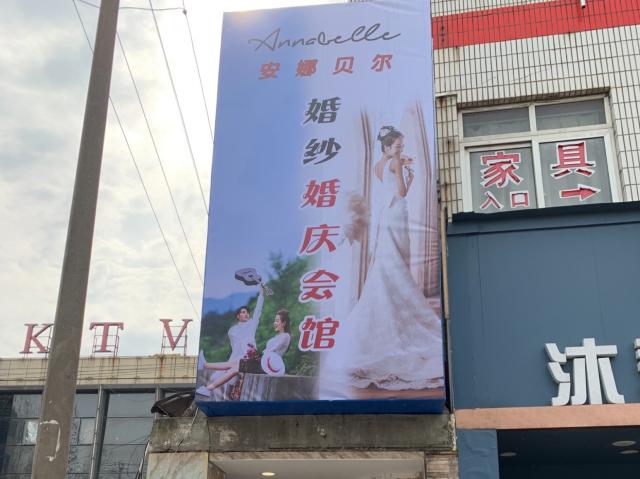 Annabelle
安娜贝尔
婚纱婚庆会馆
家具
入口→
KTV
沐